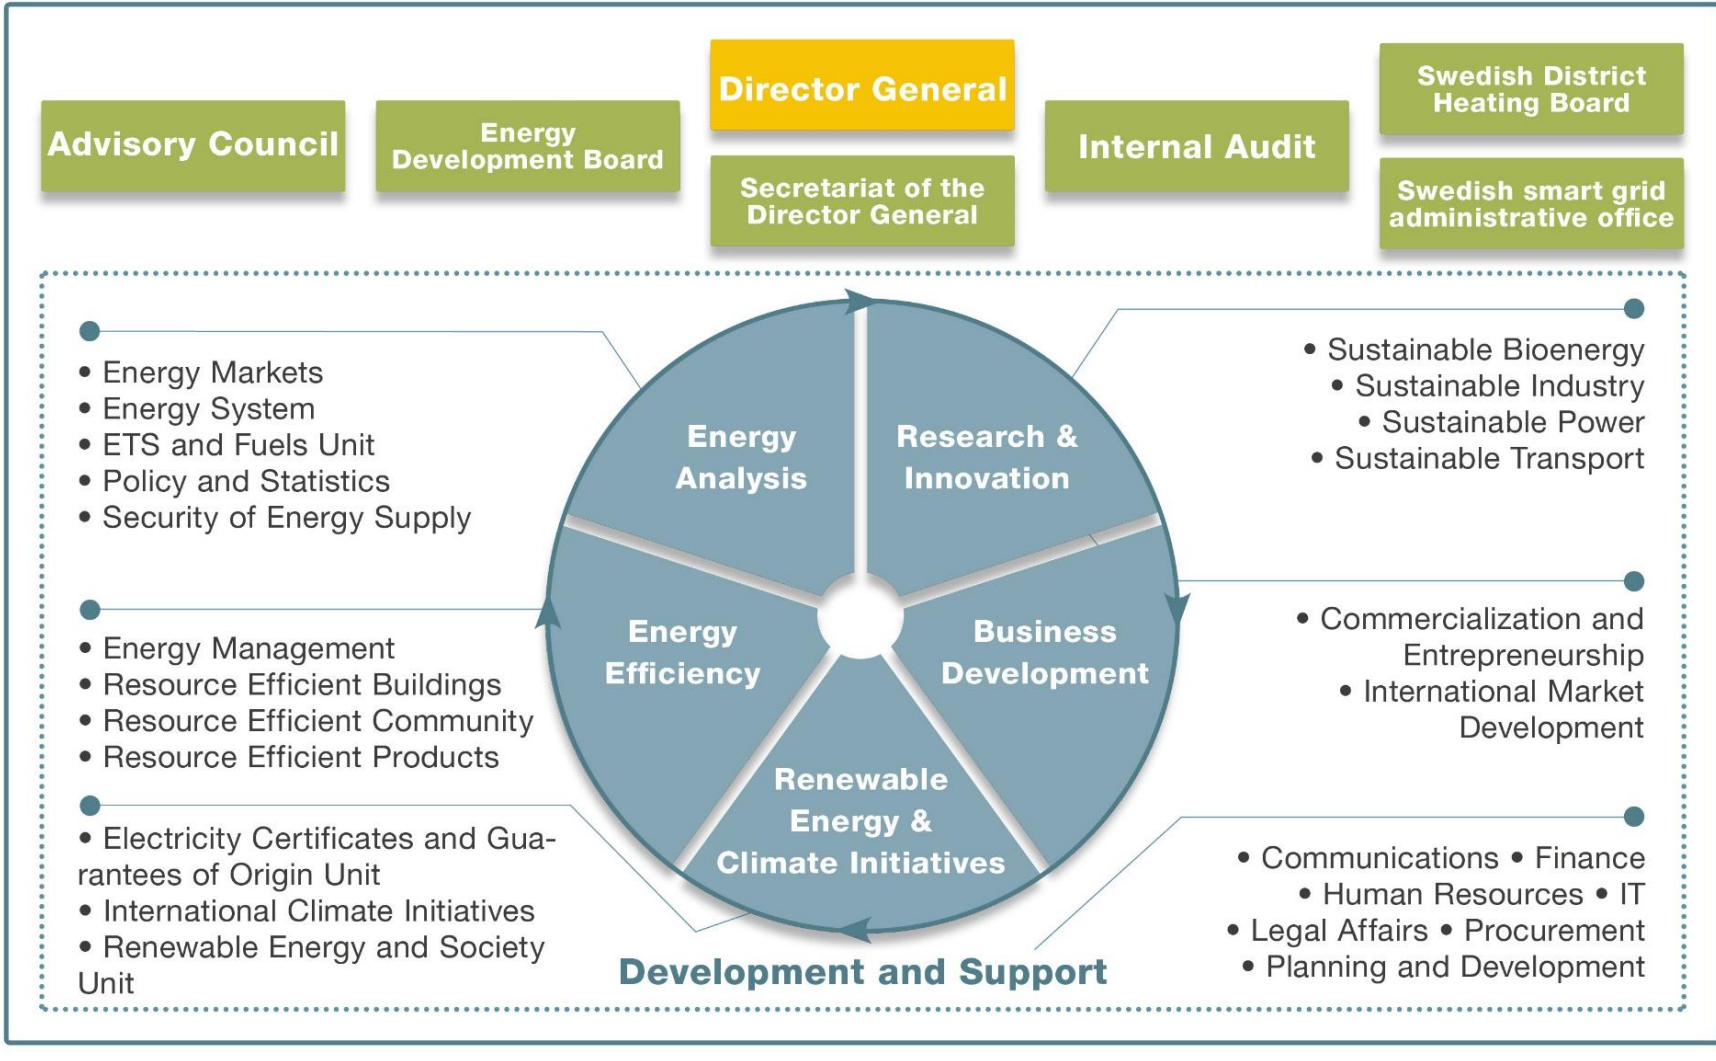 Director General
Swedish District
Heating Board
Advisory Council
Energy
Development Board
Internal Audit
Secretariat of the
Director General
Swedish smart grid
administrative office
• Energy Markets
• Energy System
• ETS and Fuels Unit
• Policy and Statistics
• Security of Energy Supply
Energy
Analysis
Research &
Innovation
• Sustainable Bioenergy
• Sustainable Industry
• Sustainable Power
• Sustainable Transport
• Energy Management
• Resource Efficient Buildings
• Resource Efficient Community
• Resource Efficient Products
Energy
Efficiency
Business
Development
• Commercialization and
Entrepreneurship
• International Market
Development
• Electricity Certificates and Gua-
rantees of Origin Unit
• International Climate Initiatives
• Renewable Energy and Society
Unit
Renewable
Energy &
Climate Initiatives
Development and Support
• Communications • Finance
• Human Resources • IT
• Legal Affairs • Procurement
• Planning and Development